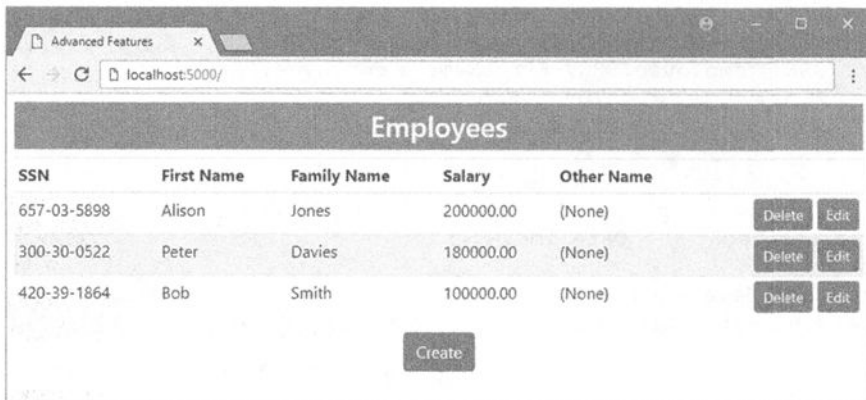 Advanced Features
localhost:5000/
Employees
SSN First Name Family Name Salary Other Name
657-03-5898 Alison Jones 200000.00 (None) Delete Edit
300-30-0522 Peter Davies 180000.00 (None) Delete Edit
420-39-1864 Bob Smith 100000.00 (None) Delete Edit
Create